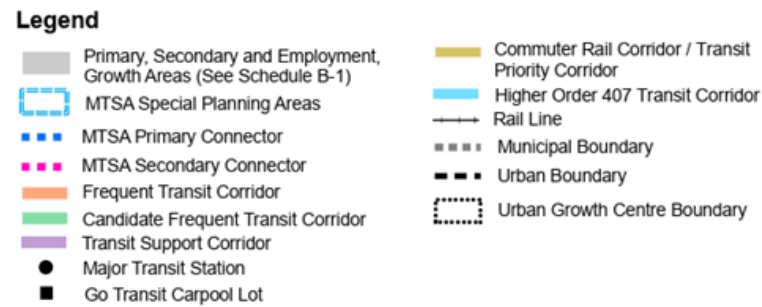 Legend
Primary, Secondary and Employment,
Growth Areas (See Schedule B-1)
MTSA Special Planning Areas
MTSA Primary Connector
MTSA Secondary Connector
Frequent Transit Corridor
Candidate Frequent Transit Corridor
Transit Support Corridor
Major Transit Station
Go Transit Carpool Lot
Commuter Rail Corridor / Transit
Priority Corridor
Higher Order 407 Transit Corridor
Rail Line
Municipal Boundary
Urban Boundary
Urban Growth Centre Boundary